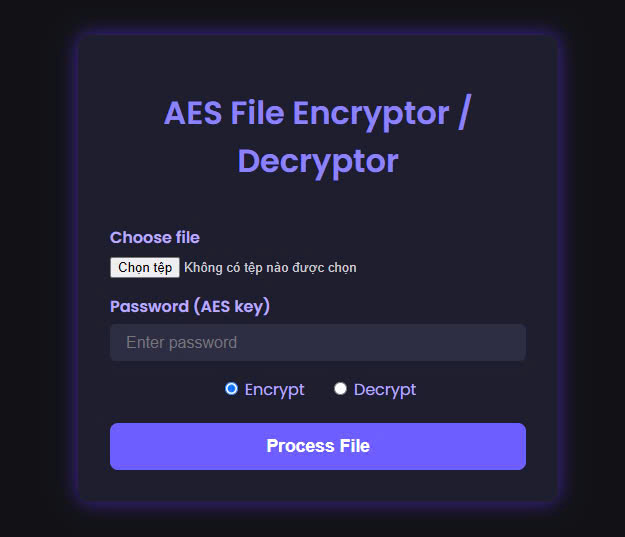 AES File Encryptor /
Decryptor
Choose file
Chọn tệp Không có tệp nào được chọn
Password (AES key)
Enter password
Encrypt Decrypt
Process File